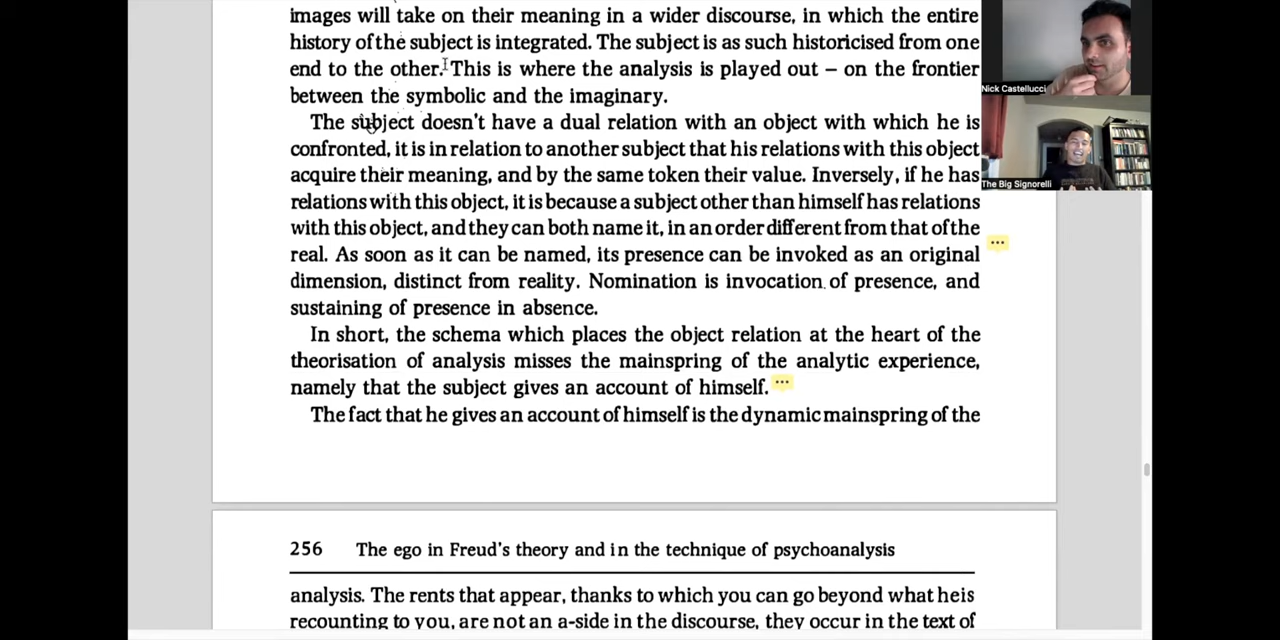 images will take on their meaning in a wider discourse, in which the entire
history of the subject is integrated. The subject is as such historicised from one
end to the other. This is where the analysis is played out – on the frontier
between the symbolic and the imaginary.
The subject doesn't have a dual relation with an object with which he is
confronted, it is in relation to another subject that his relations with this object
acquire their meaning, and by the same token their value. Inversely, if he has
relations with this object, it is because a subject other than himself has relations
with this object, and they can both name it, in an order different from that of the
real. As soon as it can be named, its presence can be invoked as an original
dimension, distinct from reality. Nomination is invocation of presence, and
sustaining of presence in absence.
In short, the schema which places the object relation at the heart of the
theorisation of analysis misses the mainspring of the analytic experience,
namely that the subject gives an account of himself.
The fact that he gives an account of himself is the dynamic mainspring of the
256 The ego in Freud's theory and in the technique of psychoanalysis
analysis. The rents that appear, thanks to which you can go beyond what he is
recounting to you, are not an a-side in the discourse, they occur in the text of
Nick Castellucci
The Big Signorelli